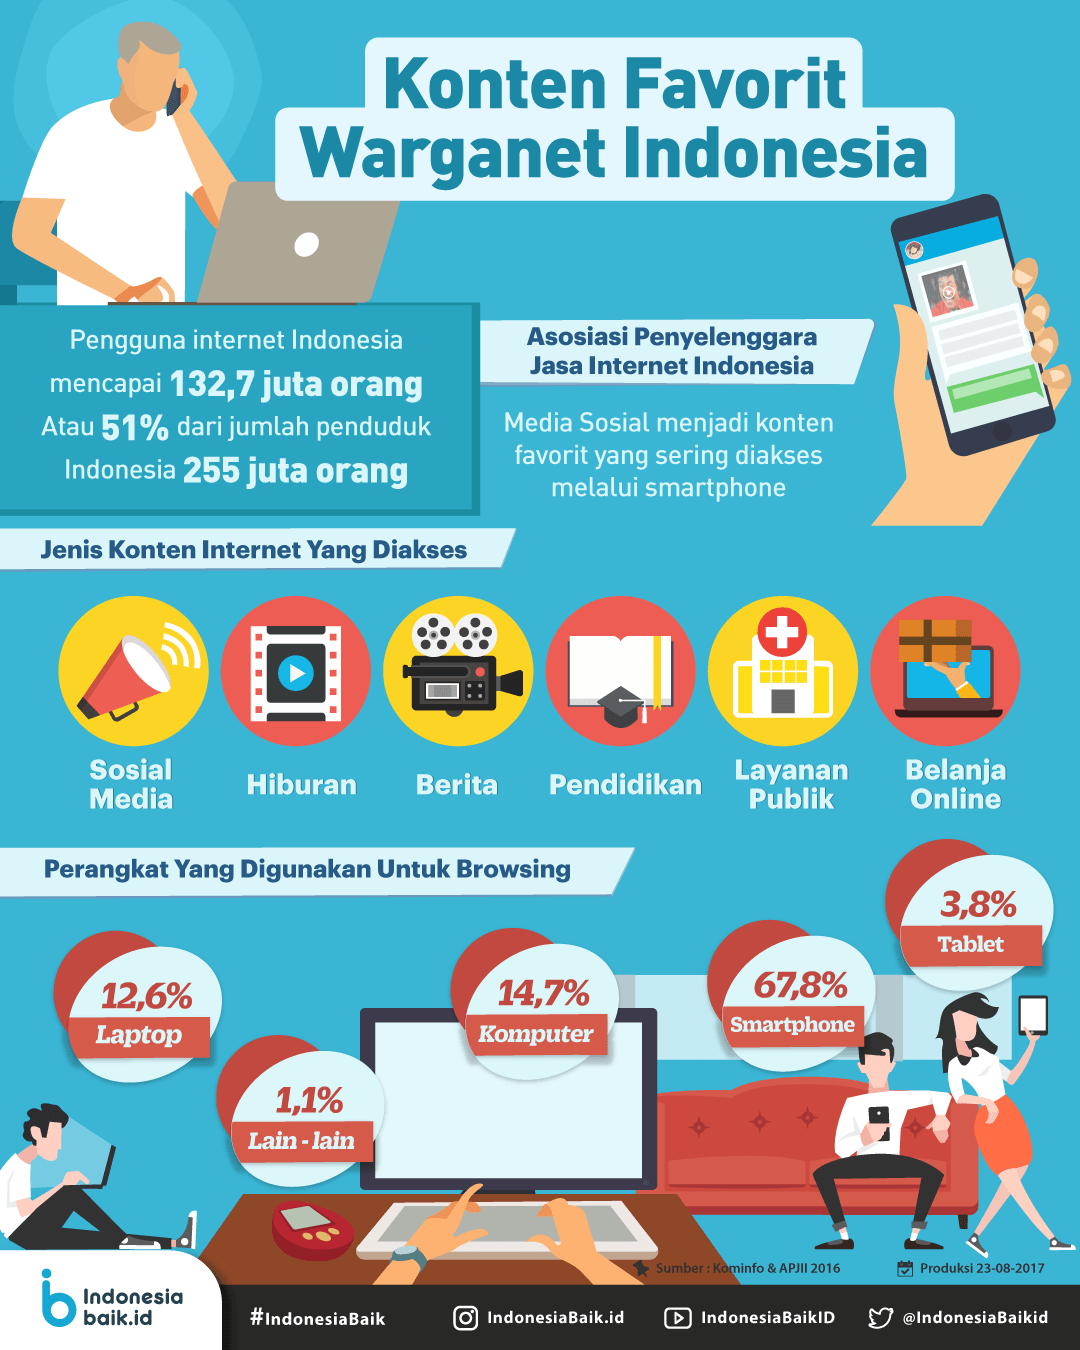 Konten Favorit
Warganet Indonesia
Pengguna internet Indonesia
mencapai 132,7 juta orang
Atau 51% dari jumlah penduduk
Indonesia 255 juta orang
Asosiasi Penyelenggara
Jasa Internet Indonesia
Media Sosial menjadi konten
favorit yang sering diakses
melalui smartphone
Jenis Konten Internet Yang Diakses
Sosial
Media
Hiburan
Berita
Pendidikan
Layanan
Publik
Belanja
Online
Perangkat Yang Digunakan Untuk Browsing
12,6%
Laptop
1,1%
Lain - lain
14,7%
Komputer
67,8%
Smartphone
3,8%
Tablet
Sumber : Kominfo & APJII 2016
Produksi 23-08-2017
Indonesia
baik.id
#IndonesiaBaik
IndonesiaBaik.id
IndonesiaBaikID
@IndonesiaBaikid